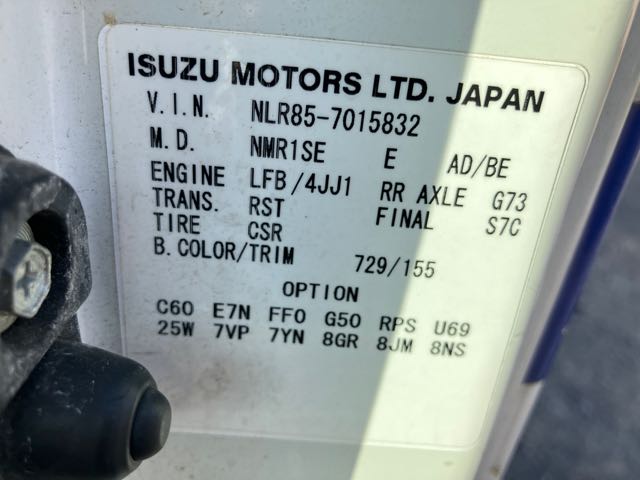 ISUZU MOTORS LTD. JAPAN
V.I.N. NLR85-7015832
M.D. NMR1SE E AD/BE
ENGINE LFB/4JJ1 RR AXLE G73
TRANS. RST FINAL S7C
TIRE CSR
B.COLOR/TRIM 729/155
OPTION
C60 E7N FF0 G50 RPS U69
25W 7VP 7YN 8GR 8JM 8NS